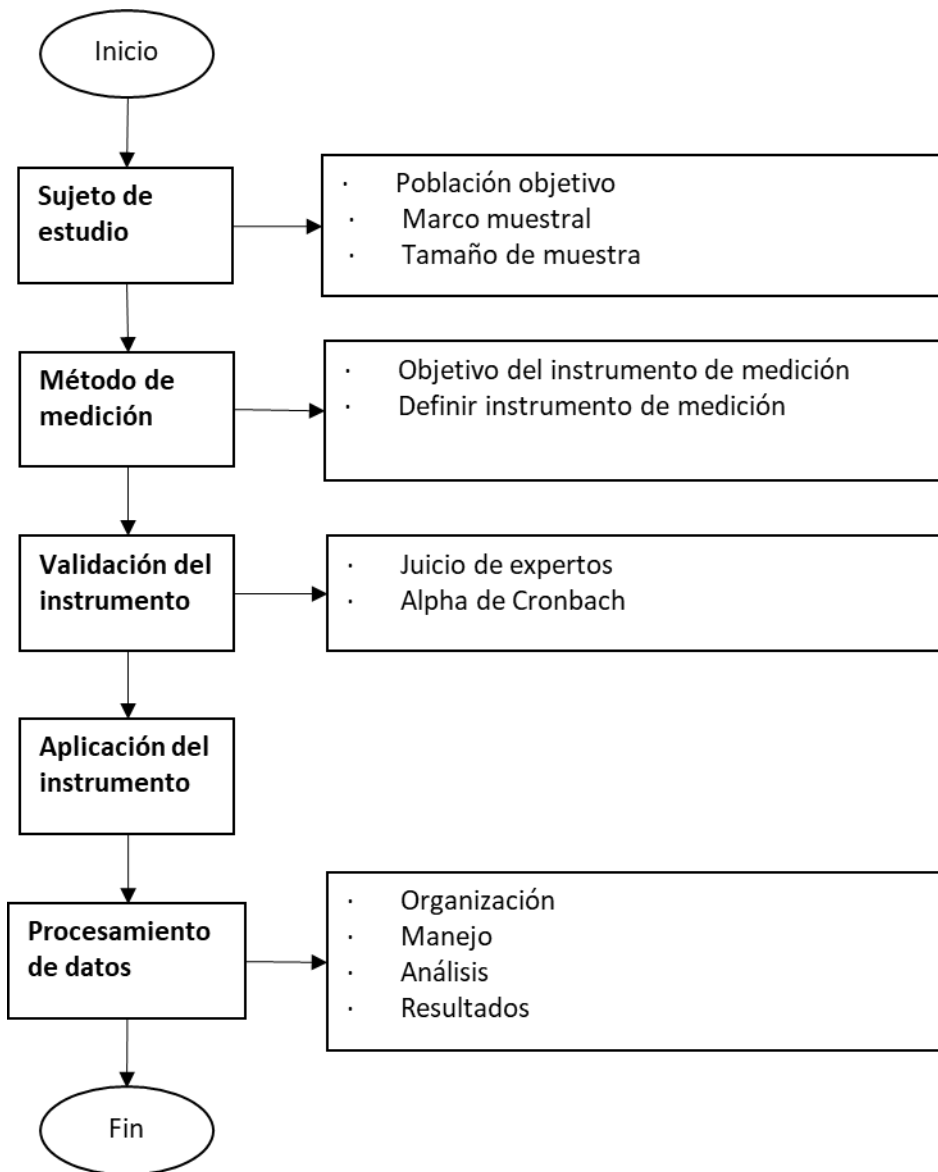 Inicio
Sujeto de
estudio
· Población objetivo
· Marco muestral
· Tamaño de muestra
Método de
medición
· Objetivo del instrumento de medición
· Definir instrumento de medición
Validación del
instrumento
· Juicio de expertos
· Alpha de Cronbach
Aplicación del
instrumento
Procesamiento
de datos
· Organización
· Manejo
· Análisis
· Resultados
Fin